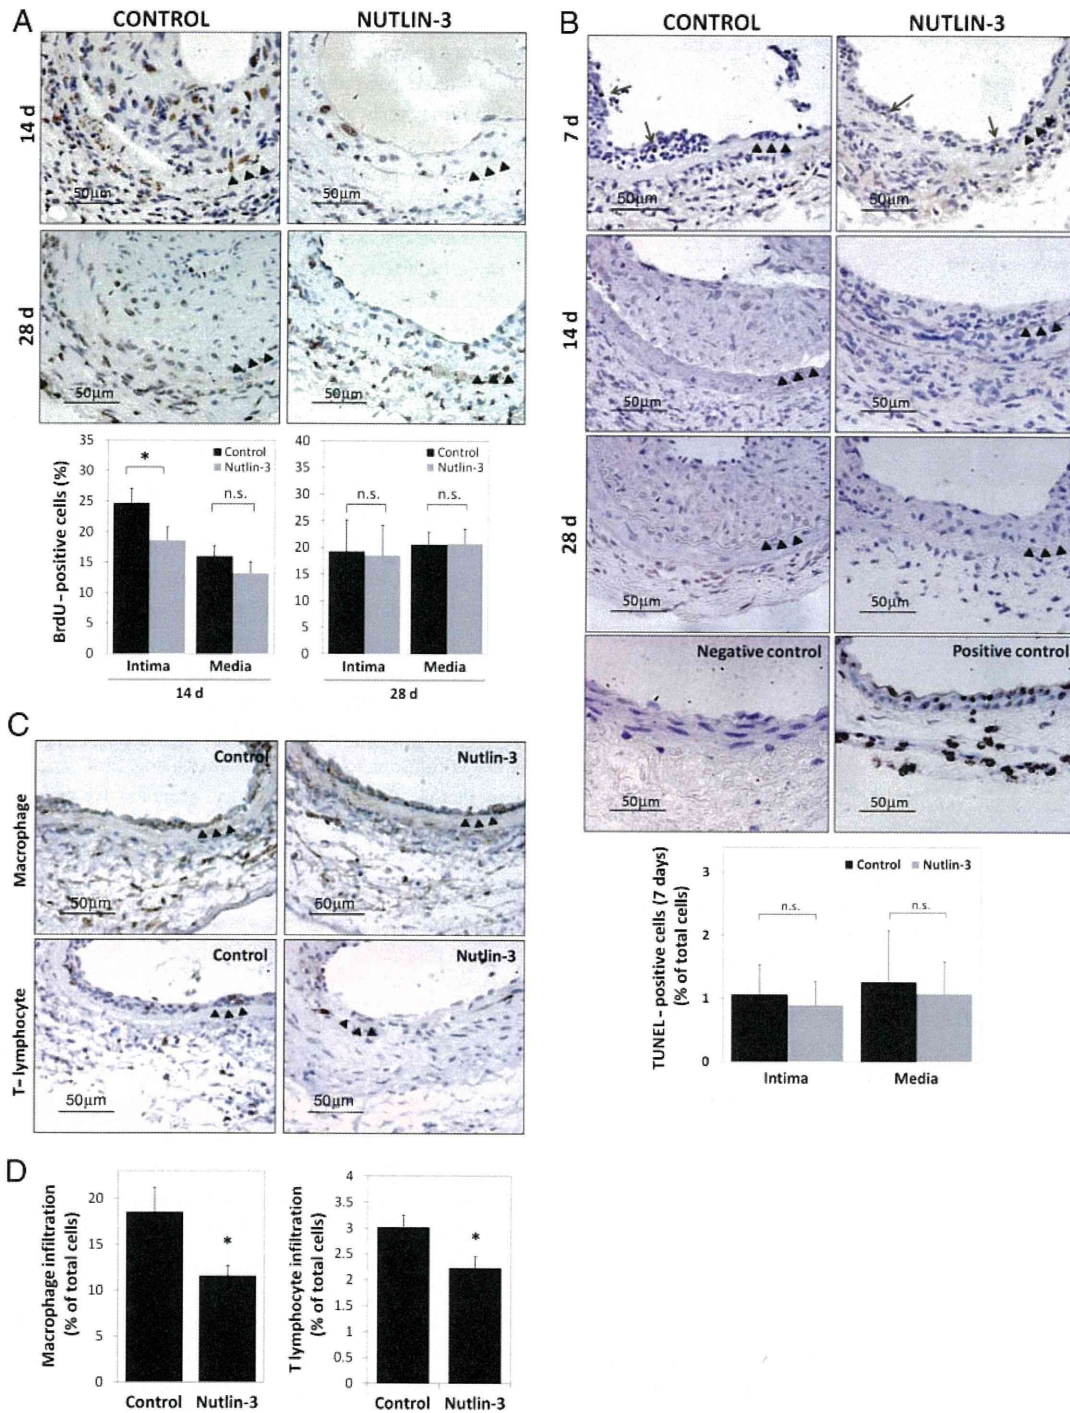 A
CONTROL
NUTLIN-3
14 d
50µm
50µm
28 d
50µm
50µm
BrdU – positive cells (%)
35
30
25
20
15
10
5
0
Control
Nutlin-3
*
n.s.
Intima
Media
14 d
40
35
30
25
20
15
10
5
0
Control
Nutlin-3
n.s.
n.s.
Intima
Media
28 d
B
CONTROL
NUTLIN-3
7 d
50µm
50µm
14 d
50µm
50µm
28 d
50µm
50µm
Negative control
50µm
Positive control
50µm
TUNEL – positive cells (7 days)
(% of total cells)
3
2
1
0
Control
Nutlin-3
n.s.
n.s.
Intima
Media
C
Macrophage
Control
50µm
Nutlin-3
50µm
T– lymphocyte
Control
50µm
Nutlin-3
50µm
D
Macrophage infiltration
(% of total cells)
20
15
10
5
0
*
Control
Nutlin-3
T lymphocyte infiltration
(% of total cells)
4
3.5
3
2.5
2
1.5
1
0.5
0
*
Control
Nutlin-3